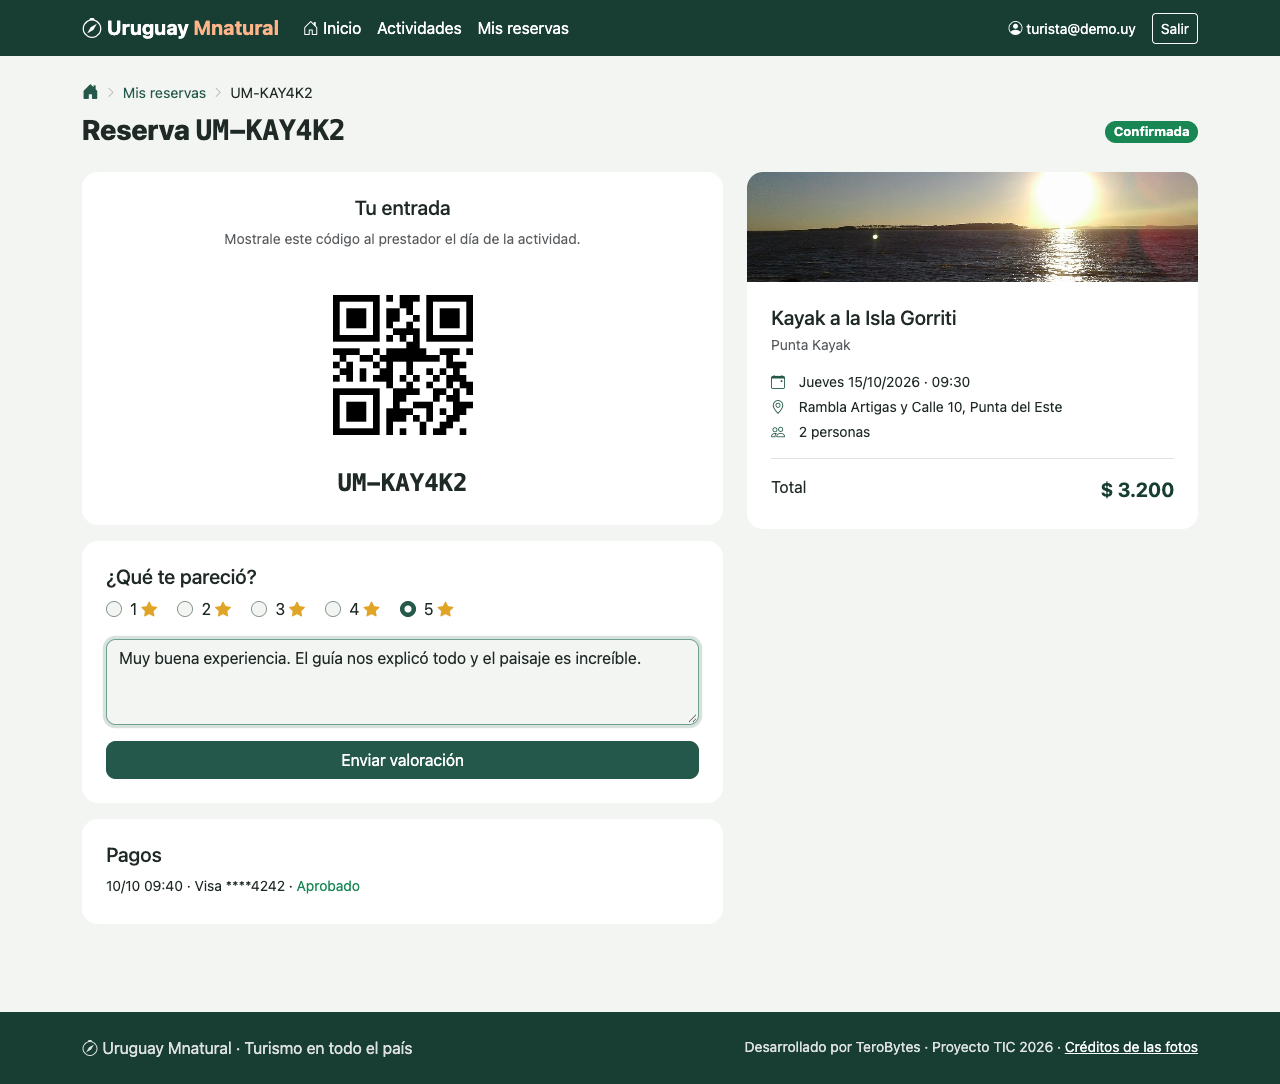 Uruguay Mnatural
Inicio
Actividades
Mis reservas
turista@demo.uy
Salir
Mis reservas
UM-KAY4K2
Reserva UM-KAY4K2
Confirmada
Tu entrada
Mostrale este código al prestador el día de la actividad.
UM-KAY4K2
¿Qué te pareció?
1
2
3
4
5
Muy buena experiencia. El guía nos explicó todo y el paisaje es increíble.
Enviar valoración
Pagos
10/10 09:40 · Visa ****4242 · Aprobado
Kayak a la Isla Gorriti
Punta Kayak
Jueves 15/10/2026 · 09:30
Rambla Artigas y Calle 10, Punta del Este
2 personas
Total
$ 3.200
Uruguay Mnatural · Turismo en todo el país
Desarrollado por TeroBytes · Proyecto TIC 2026 · Créditos de las fotos